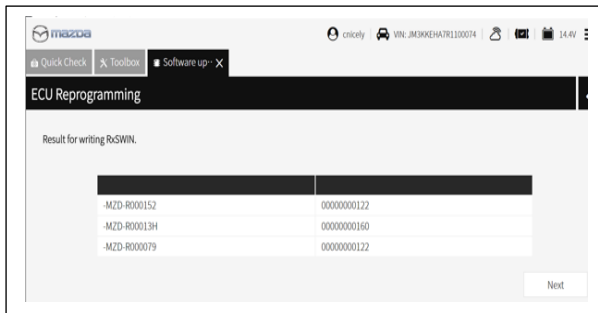 mazda
cnicely VIN: JM3KKEHA7R1100074 14.4V
Quick Check Toolbox Software up·· X
ECU Reprogramming
Result for writing RxSWIN.
-MZD-R000152 00000000122
-MZD-R00013H 00000000160
-MZD-R000079 00000000122
Next